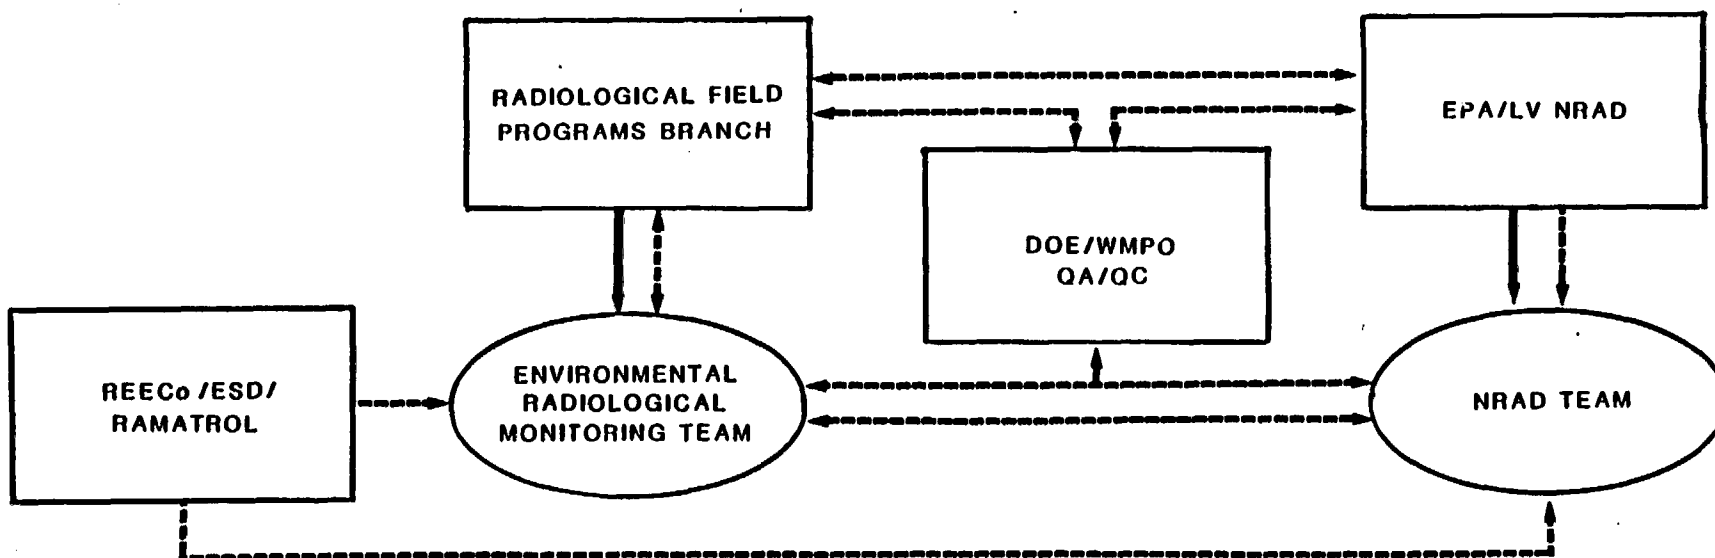 RADIOLOGICAL FIELD
PROGRAMS BRANCH
EPA/LV NRAD
DOE/WMPO
QA/QC
REECo/ESD/
RAMATROL
ENVIRONMENTAL
RADIOLOGICAL
MONITORING TEAM
NRAD TEAM